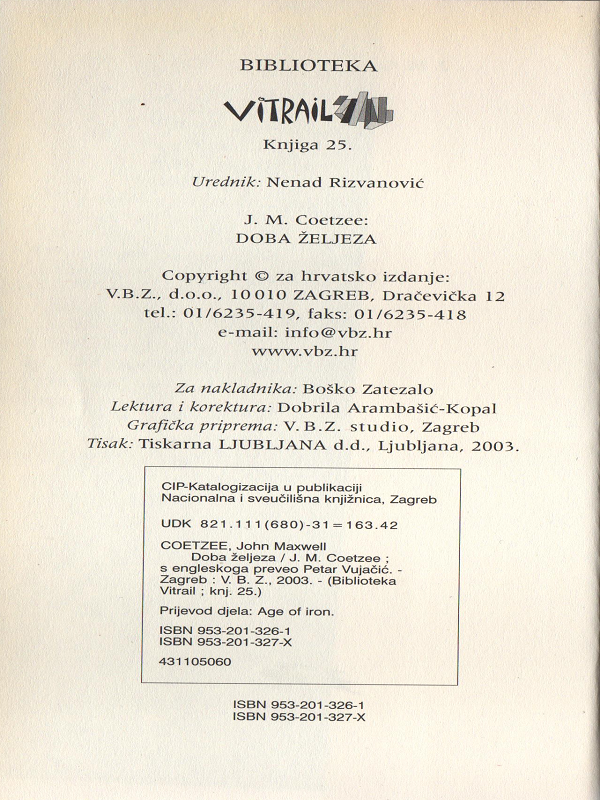 BIBLIOTEKA
VITRAIL
Knjiga 25.
Urednik: Nenad Rizvanović
J. M. Coetzee:
DOBA ŽELJEZA
Copyright © za hrvatsko izdanje:
V.B.Z., d.o.o., 10 010 ZAGREB, Dračevička 12
tel.: 01/6235-419, faks: 01/6235-418
e-mail: info@vbz.hr
www.vbz.hr
Za nakladnika: Boško Zatezalo
Lektura i korektura: Dobrila Arambašić-Kopal
Grafička priprema: V. B. Z. studio, Zagreb
Tisak: Tiskarna LJUBLJANA d.d., Ljubljana, 2003.
CIP-Katalogizacija u publikaciji
Nacionalna i sveučilišna knjižnica, Zagreb
UDK 821.111(680)-31=163.42
COETZEE, John Maxwell
Doba željeza / J. M. Coetzee ;
s engleskoga preveo Petar Vujačić. -
Zagreb : V. B. Z., 2003. - (Biblioteka
Vitrail ; knj. 25.)
Prijevod djela: Age of iron.
ISBN 953-201-326-1
ISBN 953-201-327-X
431105060
ISBN 953-201-326-1
ISBN 953-201-327-X